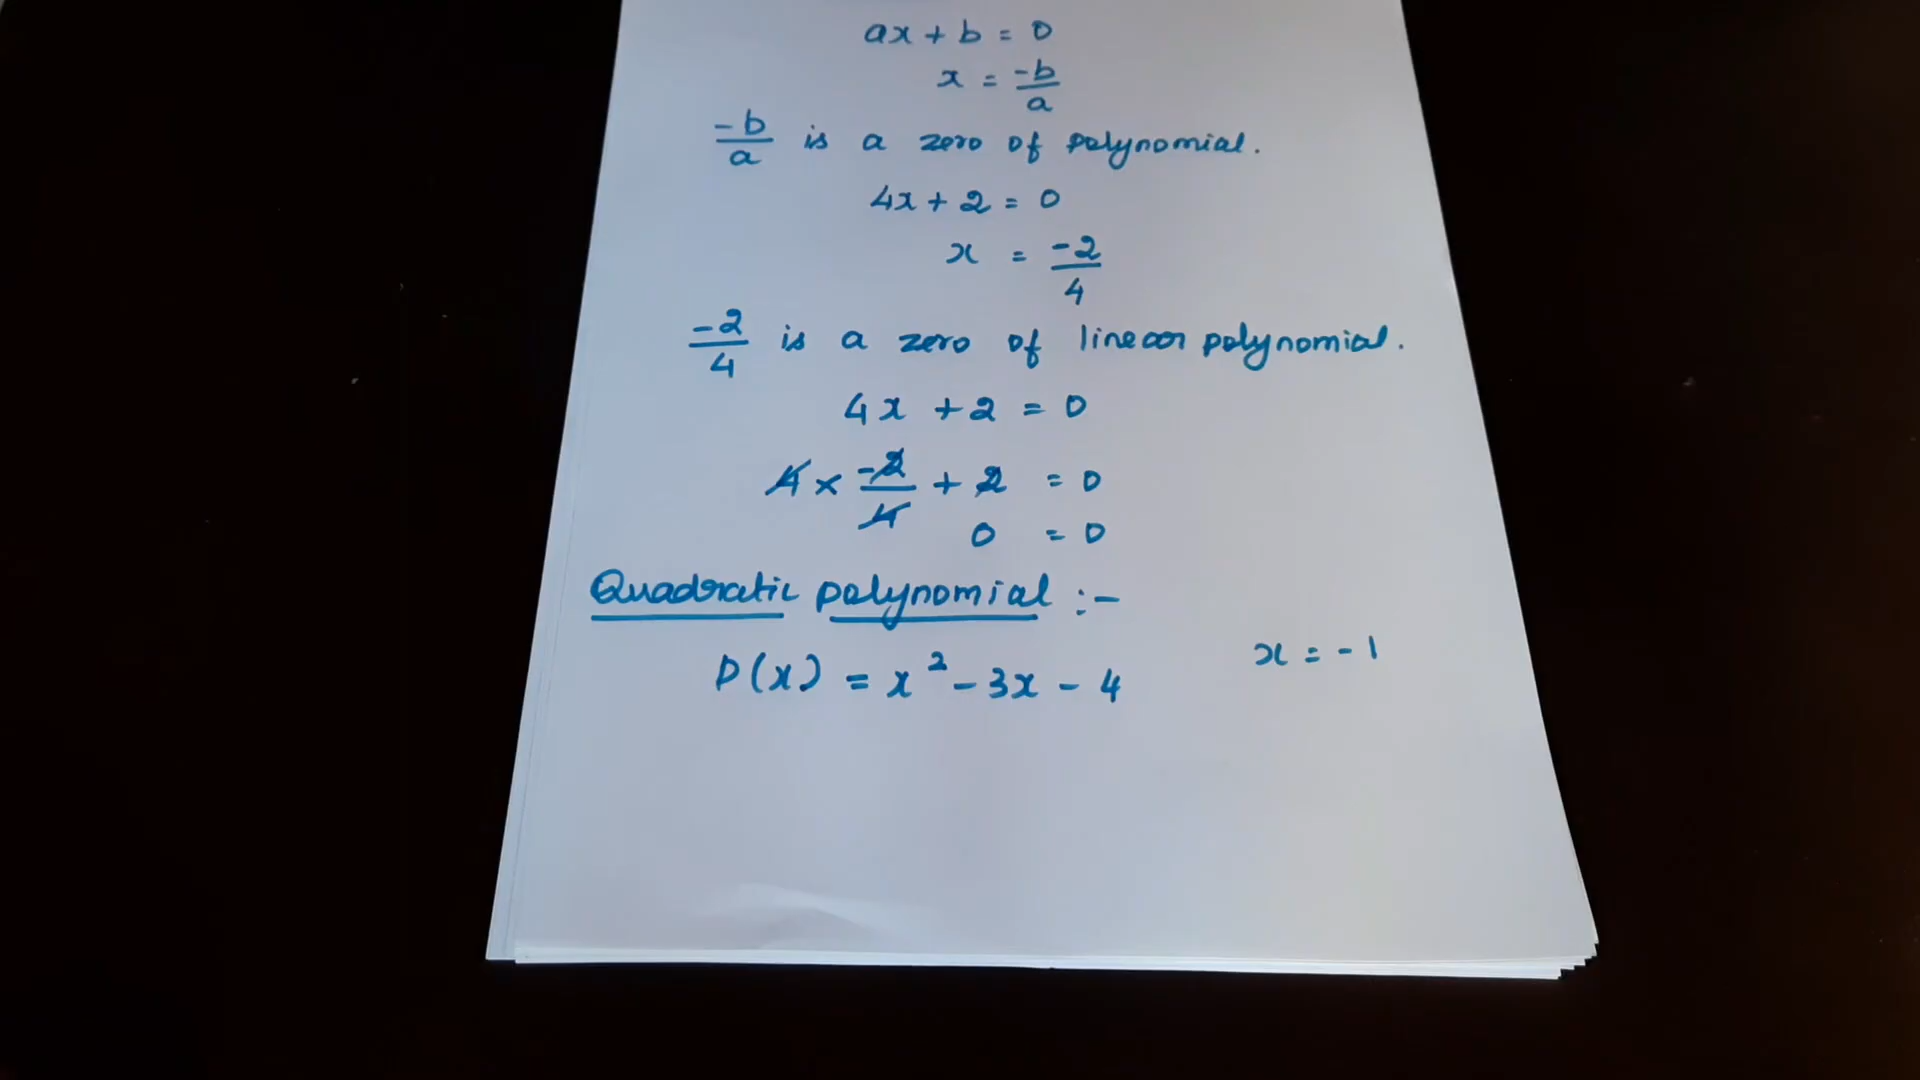 ax + b = 0
x = -b/a
-b/a is a zero of polynomial.
4x + 2 = 0
x = -2/4
-2/4 is a zero of linear polynomial.
4x + 2 = 0
4 × -2/4 + 2 = 0
0 = 0
Quadratic polynomial :-
P(x) = x² - 3x - 4
x = -1